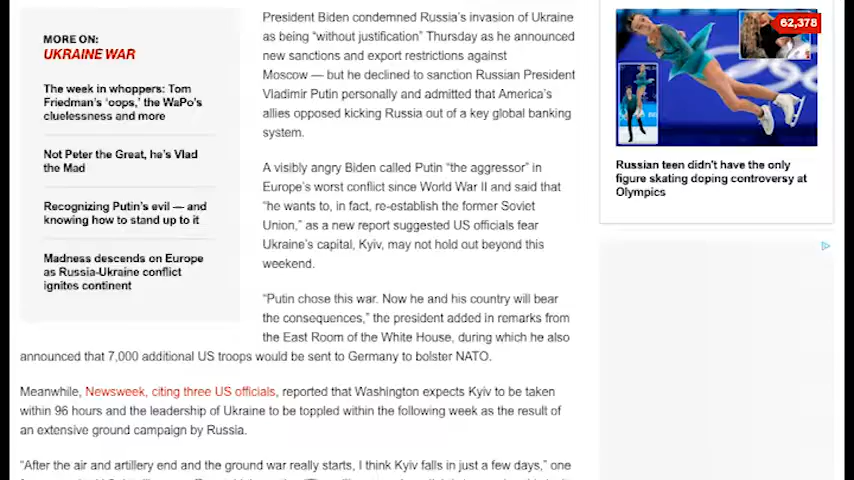 MORE ON:
UKRAINE WAR
The week in whoppers: Tom
Friedman's 'oops,' the WaPo's
cluelessness and more
Not Peter the Great, he's Vlad
the Mad
Recognizing Putin's evil — and
knowing how to stand up to it
Madness descends on Europe
as Russia-Ukraine conflict
ignites continent
President Biden condemned Russia's invasion of Ukraine
as being “without justification” Thursday as he announced
new sanctions and export restrictions against
Moscow — but he declined to sanction Russian President
Vladimir Putin personally and admitted that America's
allies opposed kicking Russia out of a key global banking
system.
A visibly angry Biden called Putin “the aggressor” in
Europe's worst conflict since World War II and said that
“he wants to, in fact, re-establish the former Soviet
Union,” as a new report suggested US officials fear
Ukraine's capital, Kyiv, may not hold out beyond this
weekend.
“Putin chose this war. Now he and his country will bear
the consequences,” the president added in remarks from
the East Room of the White House, during which he also
announced that 7,000 additional US troops would be sent to Germany to bolster NATO.
Meanwhile, Newsweek, citing three US officials, reported that Washington expects Kyiv to be taken
within 96 hours and the leadership of Ukraine to be toppled within the following week as the result of
an extensive ground campaign by Russia.
“After the air and artillery end and the ground war really starts, I think Kyiv falls in just a few days,” one
62,378
Russian teen didn't have the only
figure skating doping controversy at
Olympics